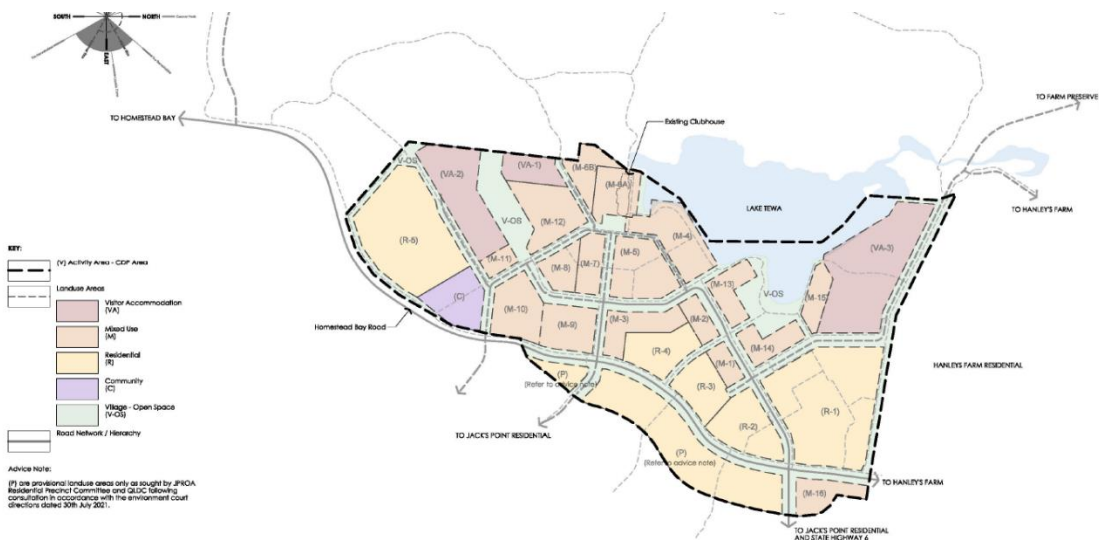 SOUTH
NORTH
EAST
TO HOMESTEAD BAY
Existing Clubhouse
TO FARM PRESERVE
V-OS
(VA-2)
(VA-1)
(M-6B)
(M-6A)
LAKE TEWA
TO HANLEY'S FARM
V-OS
(M-12)
(M-4)
(R-5)
(M-11)
(M-8)
(M-7)
(M-5)
(VA-3)
(M-13)
V-OS
(M-15)
(C)
(M-10)
(M-9)
(M-3)
(M-2)
(M-14)
Homestead Bay Road
(R-4)
(M-1)
HANLEYS FARM RESIDENTIAL
(P)
(Refer to advice note)
(R-3)
(R-1)
(R-2)
TO JACK'S POINT RESIDENTIAL
(P)
(Refer to advice note)
TO HANLEY'S FARM
(M-16)
TO JACK'S POINT RESIDENTIAL
AND STATE HIGHWAY 6
KEY:
(V) Activity Area - CDP Area
Landuse Areas
Visitor Accommodation
(VA)
Mixed Use
(M)
Residential
(R)
Community
(C)
Village - Open Space
(V-OS)
Road Network / Hierarchy
Advice Note:
(P) are provisional landuse areas only as sought by JPROA
Residential Precinct Committee and QLDC following
consultation in accordance with the environment court
directions dated 30th July 2021.